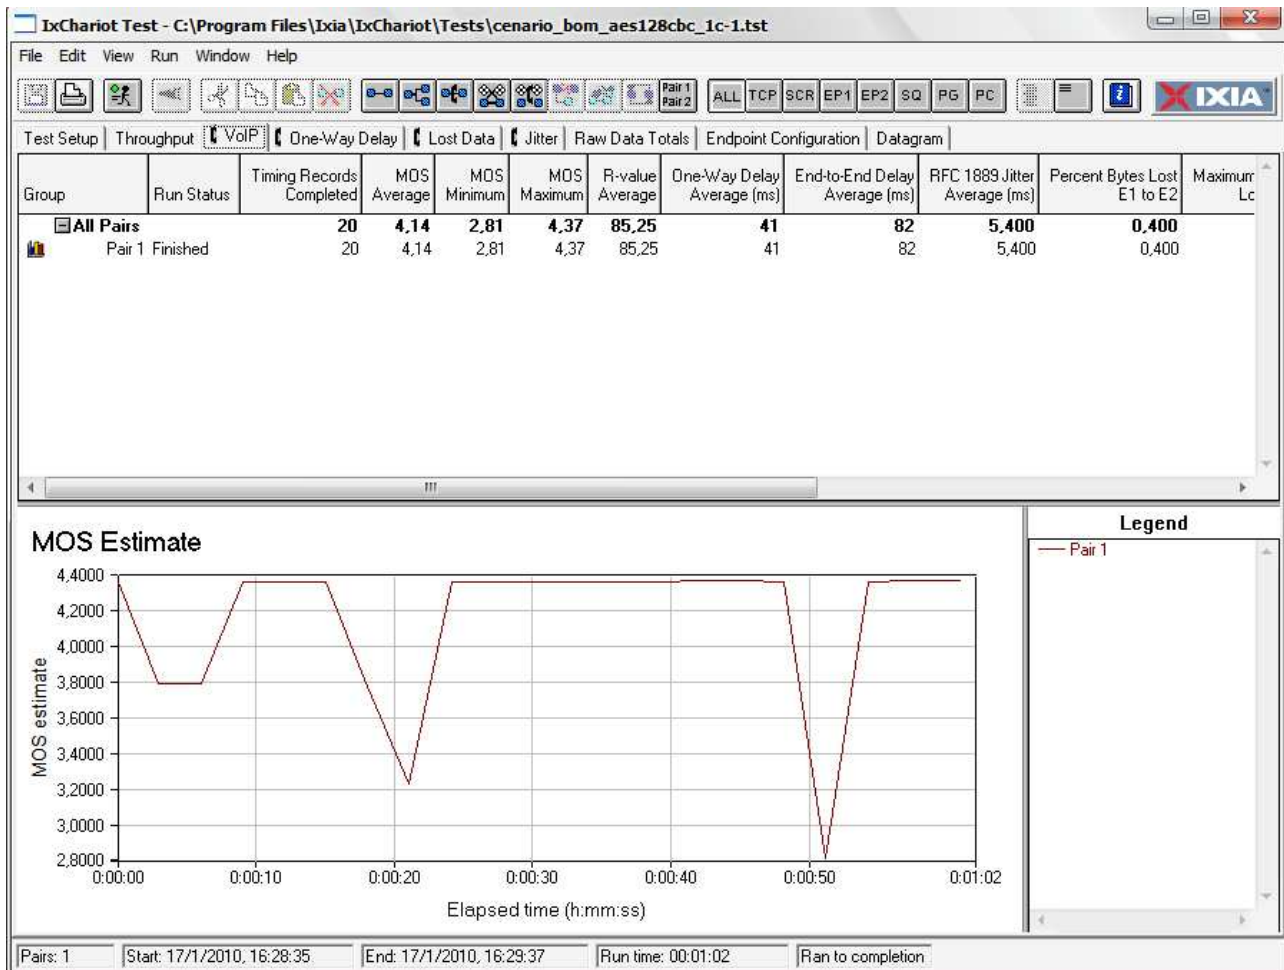 IxChariot Test - C:\Program Files\Ixia\IxChariot\Tests\cenario_bom_aes128cbc_1c-1.tst
File Edit View Run Window Help
Pair 1 Pair 2 ALL TCP SCR EP1 EP2 SQ PG PC IXIA
Test Setup Throughput VoIP One-Way Delay Lost Data Jitter Raw Data Totals Endpoint Configuration Datagram
Group Run Status Timing Records Completed MOS Average MOS Minimum MOS Maximum R-value Average One-Way Delay Average (ms) End-to-End Delay Average (ms) RFC 1889 Jitter Average (ms) Percent Bytes Lost E1 to E2 Maximum Lo
All Pairs 20 4,14 2,81 4,37 85,25 41 82 5,400 0,400
Pair 1 Finished 20 4,14 2,81 4,37 85,25 41 82 5,400 0,400
MOS Estimate
Legend
Pair 1
4,4000
4,2000
4,0000
3,8000
3,6000
3,4000
3,2000
3,0000
2,8000
MOS estimate
0:00:00 0:00:10 0:00:20 0:00:30 0:00:40 0:00:50 0:01:02
Elapsed time (h:mm:ss)
Pairs: 1 Start: 17/1/2010, 16:28:35 End: 17/1/2010, 16:29:37 Run time: 00:01:02 Ran to completion